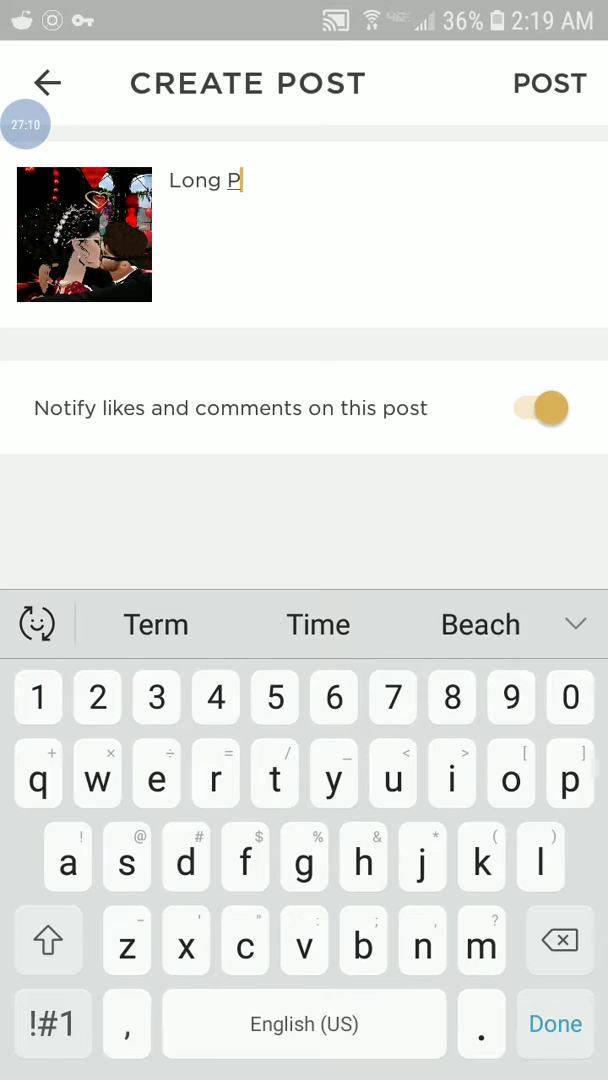 36% 2:19 AM
CREATE POST POST
27:10
Long P
Notify likes and comments on this post
Term Time Beach
1 2 3 4 5 6 7 8 9 0
+ × ÷ = / _ < > [ ]
q w e r t y u i o p
! @ # $ % & * ( )
a s d f g h j k l
- ' " : ; , ?
z x c v b n m
!#1 , English (US) . Done